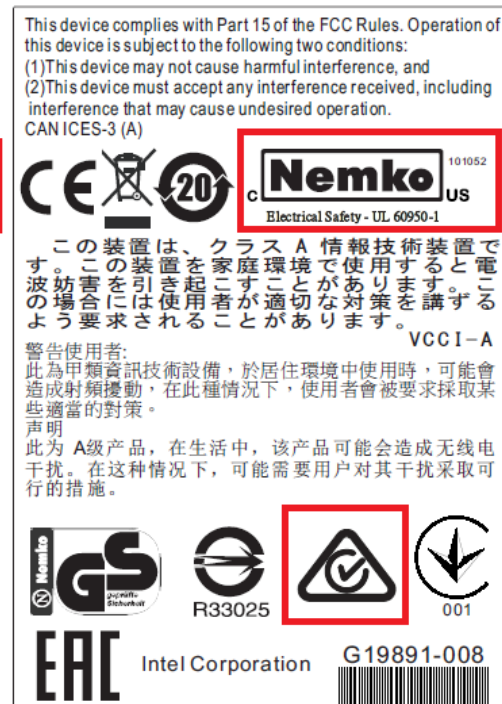 This device complies with Part 15 of the FCC Rules. Operation of
this device is subject to the following two conditions:
(1)This device may not cause harmful interference, and
(2)This device must accept any interference received, including
interference that may cause undesired operation.
CAN ICES-3 (A)
CE
20
c Nemko US
101052
Electrical Safety - UL 60950-1
この装置は、クラス A 情報技術装置で
す。この装置を家庭環境で使用すると電
波妨害を引き起こすことがあります。こ
の場合には使用者が適切な対策を講ずる
よう要求されることがあります。
VCCI-A
警告使用者:
此為甲類資訊技術設備，於居住環境中使用時，可能會
造成射頻擾動，在此種情況下，使用者會被要求採取某
些適當的對策。
声明
此为 A级产品，在生活中，该产品可能会造成无线电
干扰。在这种情况下，可能需要用户对其干扰采取可
行的措施。
Nemko
GS
geprüfte
Sicherheit
R33025
001
EAC
Intel Corporation
G19891-008